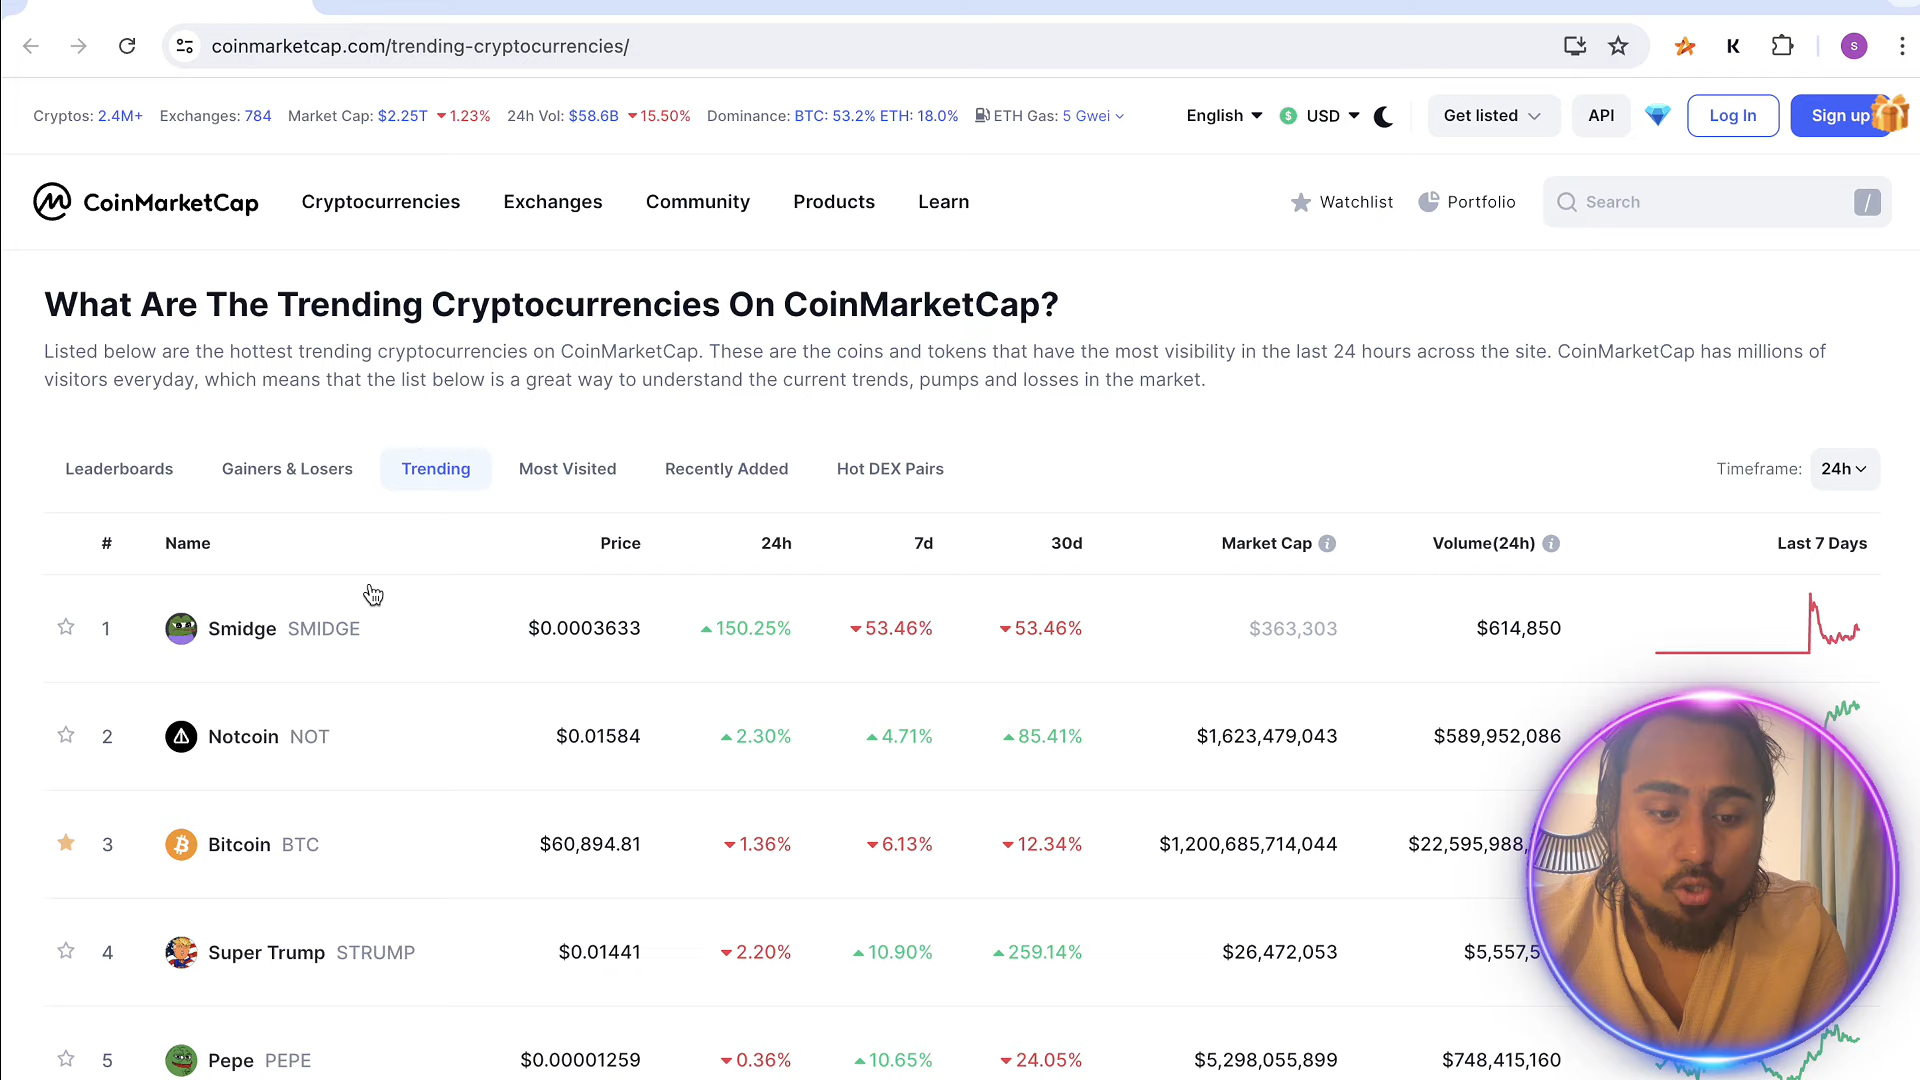 coinmarketcap.com/trending-cryptocurrencies/
K
S
Cryptos: 2.4M+ Exchanges: 784 Market Cap: $2.25T 1.23% 24h Vol: $58.6B 15.50% Dominance: BTC: 53.2% ETH: 18.0% ETH Gas: 5 Gwei English $ USD Get listed API Log In Sign up
CoinMarketCap Cryptocurrencies Exchanges Community Products Learn Watchlist Portfolio Search /
What Are The Trending Cryptocurrencies On CoinMarketCap?
Listed below are the hottest trending cryptocurrencies on CoinMarketCap. These are the coins and tokens that have the most visibility in the last 24 hours across the site. CoinMarketCap has millions of
visitors everyday, which means that the list below is a great way to understand the current trends, pumps and losses in the market.
Leaderboards Gainers & Losers Trending Most Visited Recently Added Hot DEX Pairs Timeframe: 24h
# Name Price 24h 7d 30d Market Cap Volume(24h) Last 7 Days
1 Smidge SMIDGE $0.0003633 150.25% 53.46% 53.46% $363,303 $614,850
2 Notcoin NOT $0.01584 2.30% 4.71% 85.41% $1,623,479,043 $589,952,086
3 Bitcoin BTC $60,894.81 1.36% 6.13% 12.34% $1,200,685,714,044 $22,595,988,
4 Super Trump STRUMP $0.01441 2.20% 10.90% 259.14% $26,472,053 $5,557,5
5 Pepe PEPE $0.00001259 0.36% 10.65% 24.05% $5,298,055,899 $748,415,160